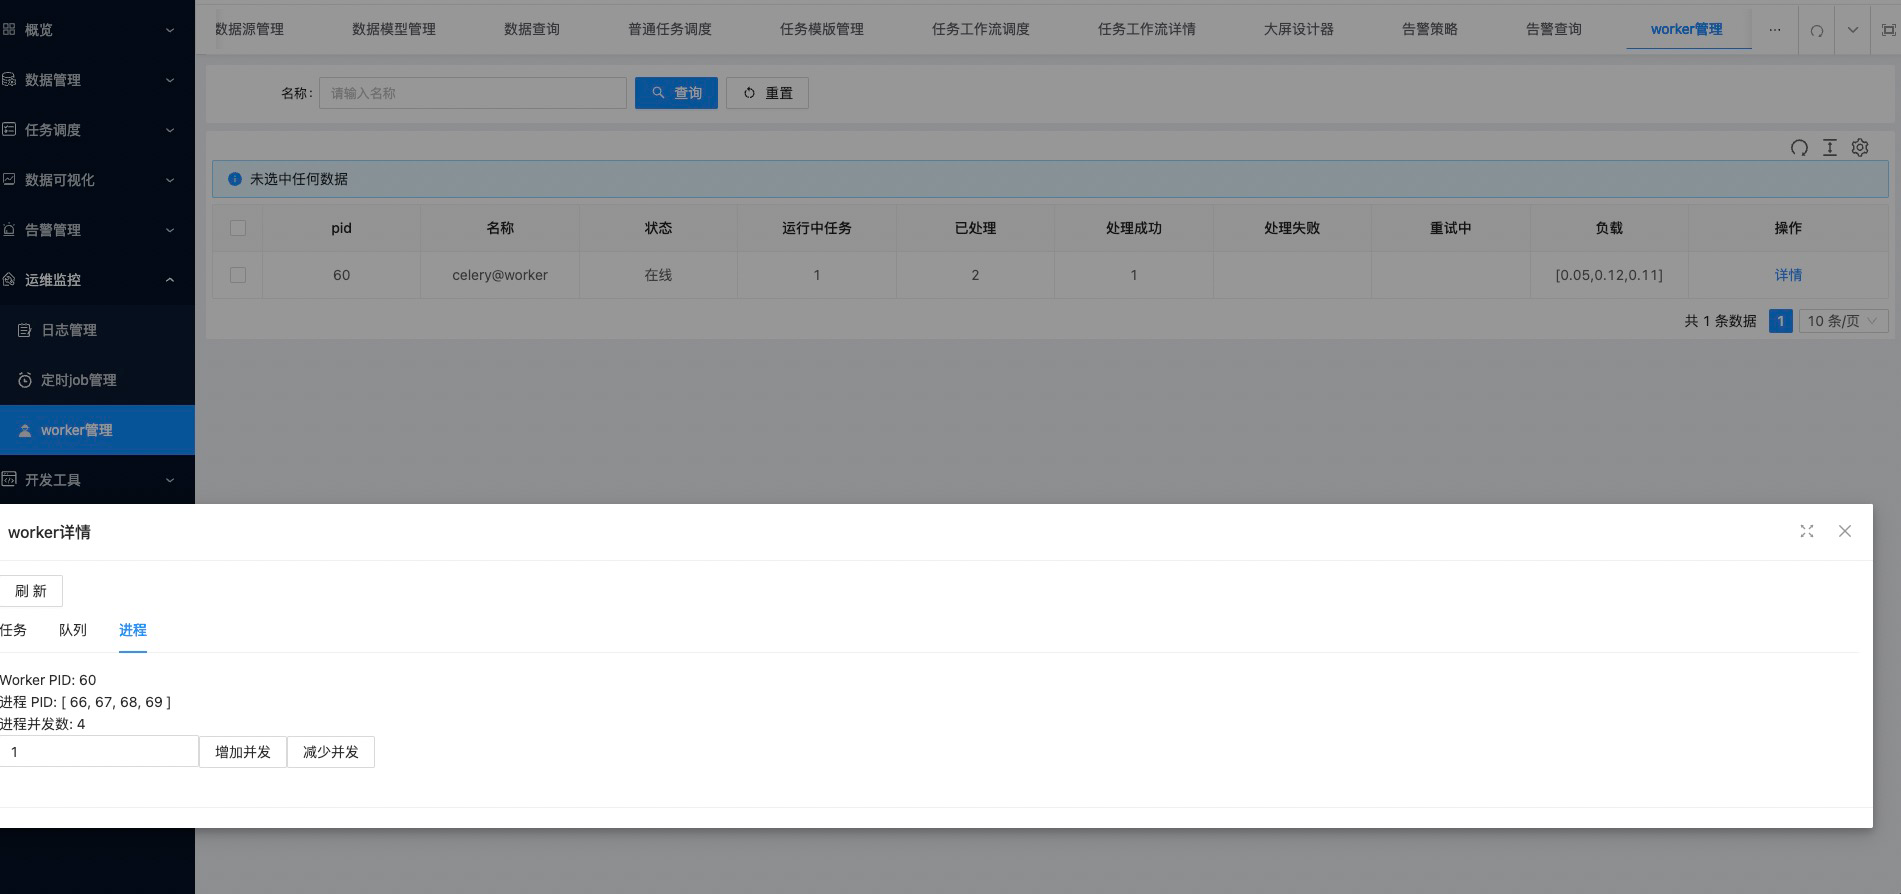 概览
数据管理
任务调度
数据可视化
告警管理
运维监控
日志管理
定时job管理
worker管理
开发工具
数据源管理 数据模型管理 数据查询 普通任务调度 任务模版管理 任务工作流调度 任务工作流详情 大屏设计器 告警策略 告警查询 worker管理 ···
名称: 请输入名称 查询 重置
未选中任何数据
pid 名称 状态 运行中任务 已处理 处理成功 处理失败 重试中 负载 操作
60 celery@worker 在线 1 2 1 [0.05,0.12,0.11] 详情
共 1 条数据 1 10 条/页
worker详情
刷 新
任务 队列 进程
Worker PID: 60
进程 PID: [ 66, 67, 68, 69 ]
进程并发数: 4
1 增加并发 减少并发